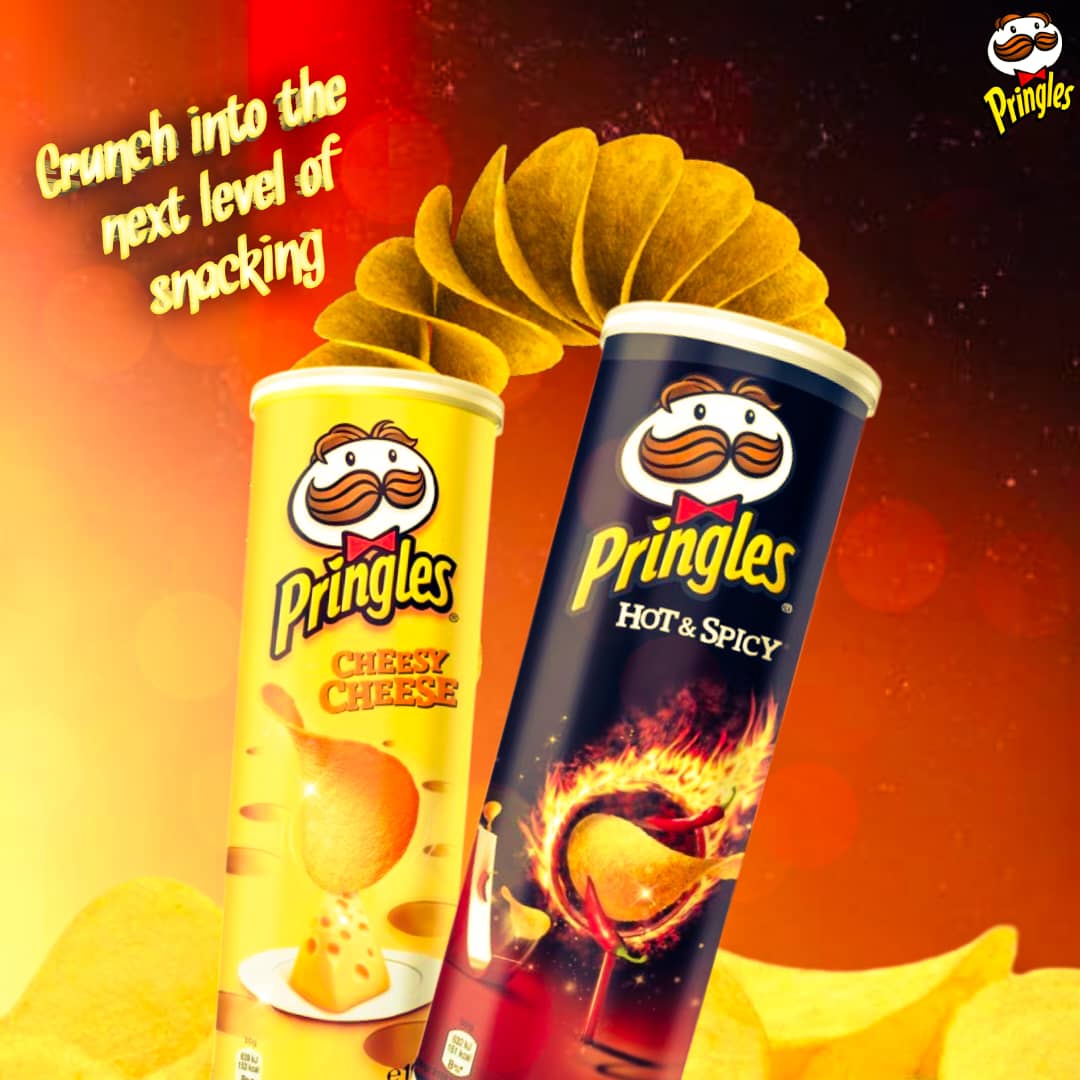 Crunch into the
next level of
snacking
Pringles
Pringles
CHEESY
CHEESE
Pringles
HOT & SPICY